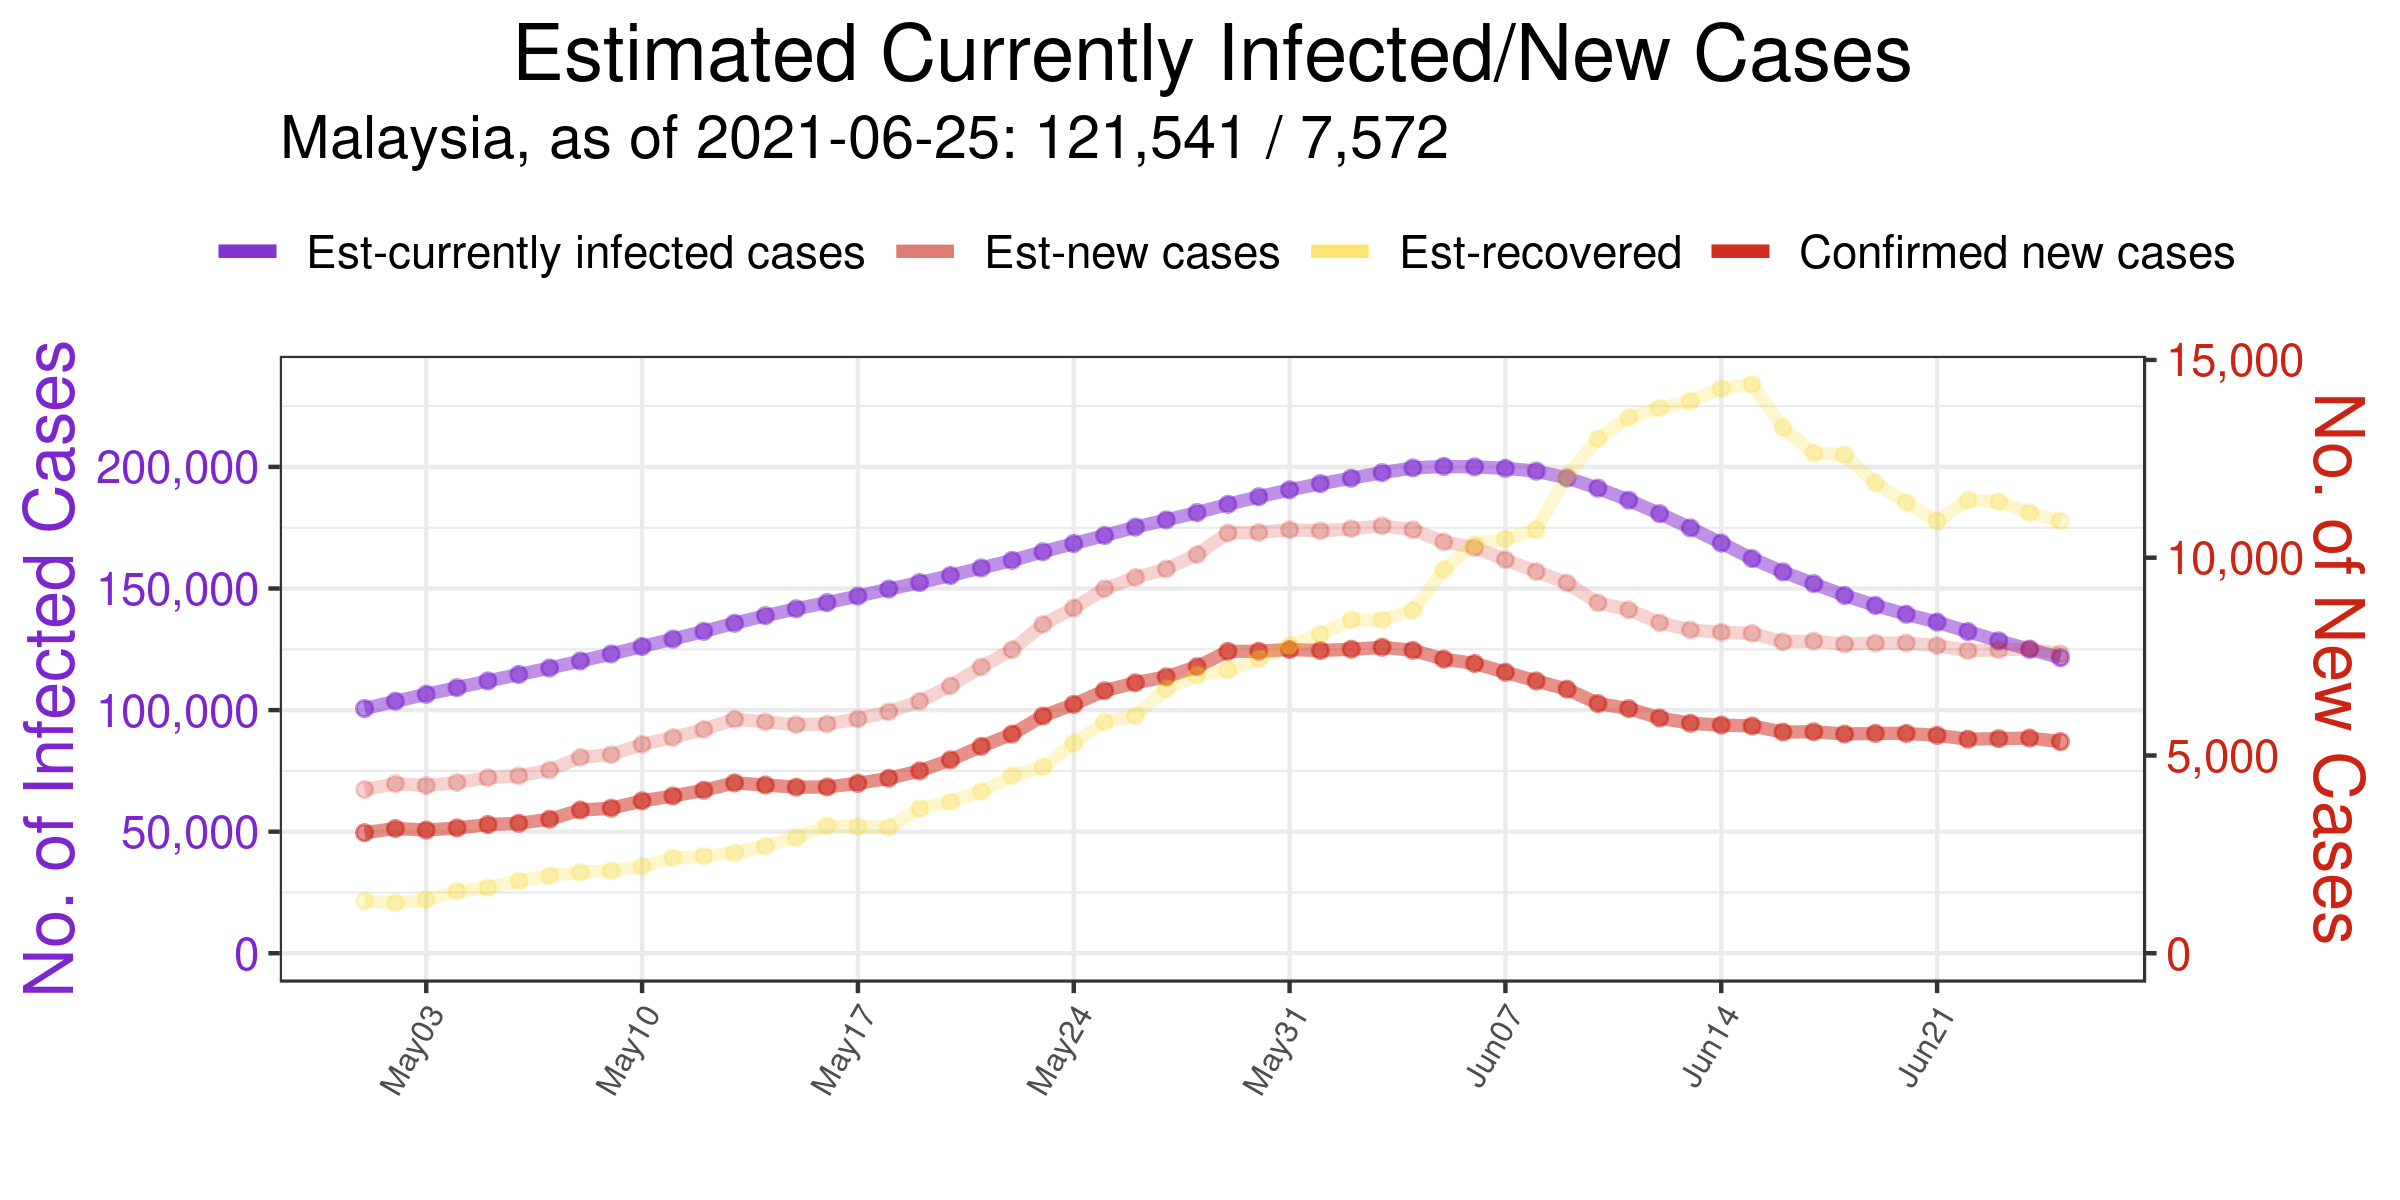 Estimated Currently Infected/New Cases
Malaysia, as of 2021-06-25: 121,541 / 7,572
Est-currently infected cases Est-new cases Est-recovered Confirmed new cases
No. of Infected Cases
200,000
150,000
100,000
50,000
0
15,000
10,000
5,000
0
No. of New Cases
May03 May10 May17 May24 May31 Jun07 Jun14 Jun21